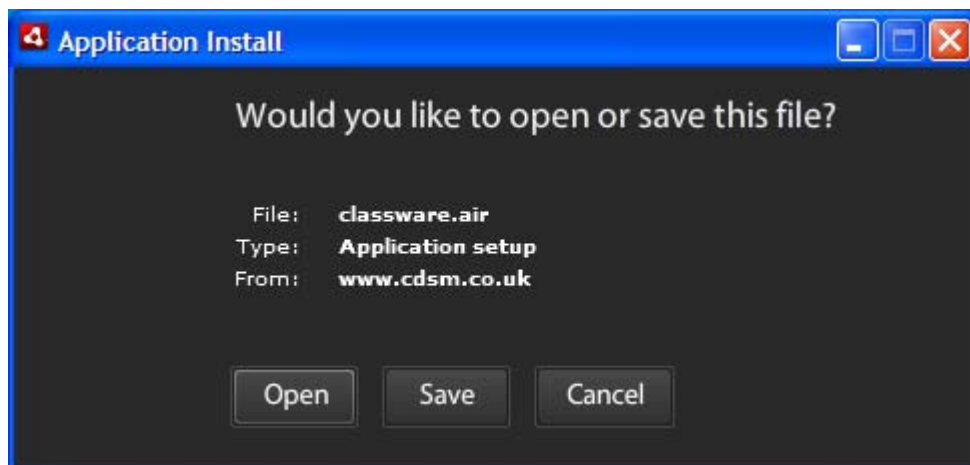 Application Install
Would you like to open or save this file?
File: classware.air
Type: Application setup
From: www.cdsm.co.uk
Open Save Cancel